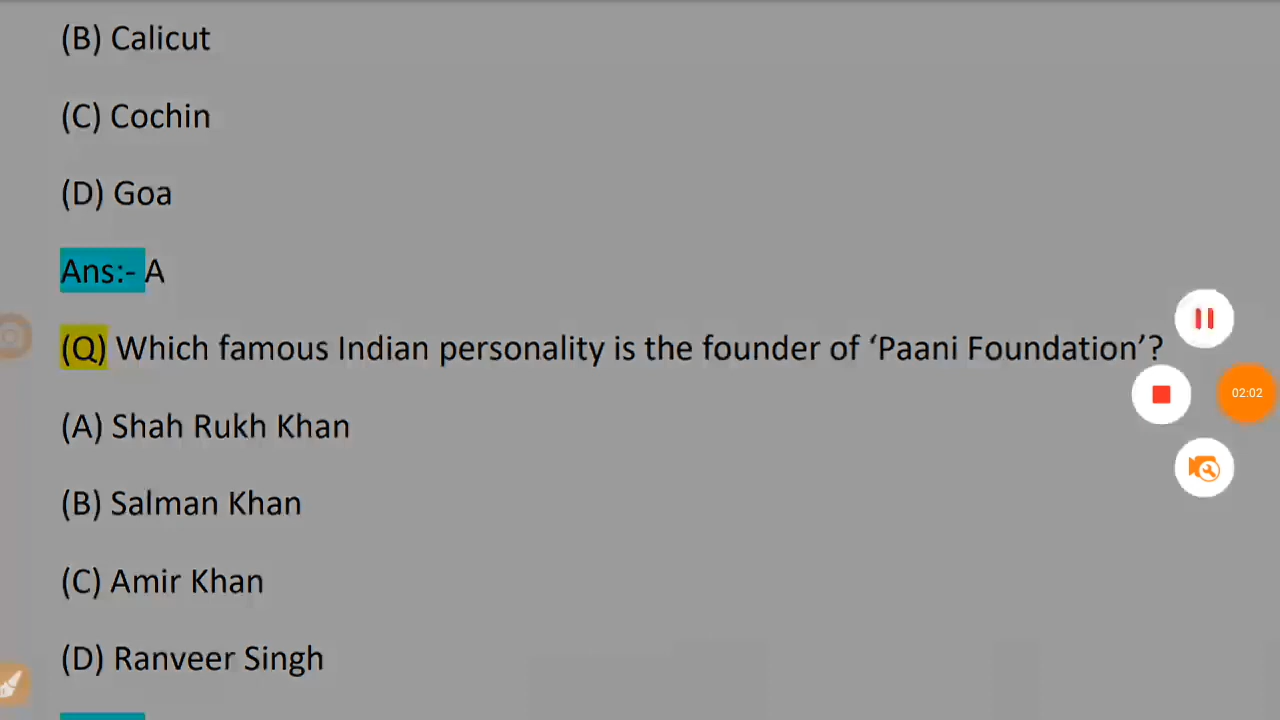 (B) Calicut
(C) Cochin
(D) Goa
Ans:- A
(Q) Which famous Indian personality is the founder of ‘Paani Foundation’?
(A) Shah Rukh Khan
02:02
(B) Salman Khan
(C) Amir Khan
(D) Ranveer Singh